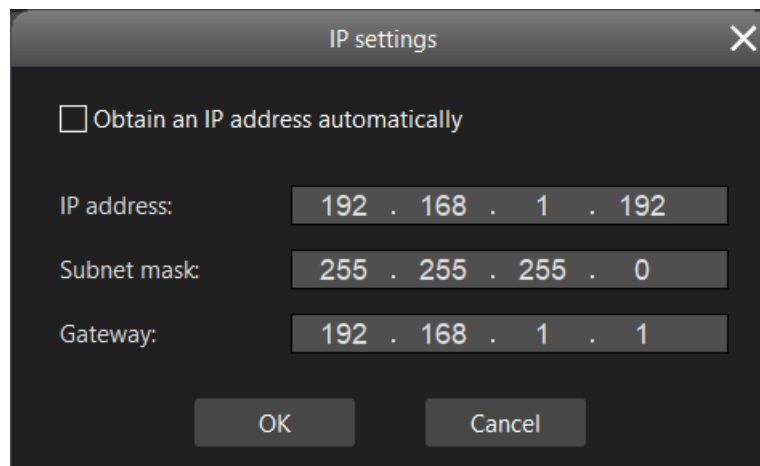 IP settings
Obtain an IP address automatically
IP address: 192 . 168 . 1 . 192
Subnet mask: 255 . 255 . 255 . 0
Gateway: 192 . 168 . 1 . 1
OK Cancel